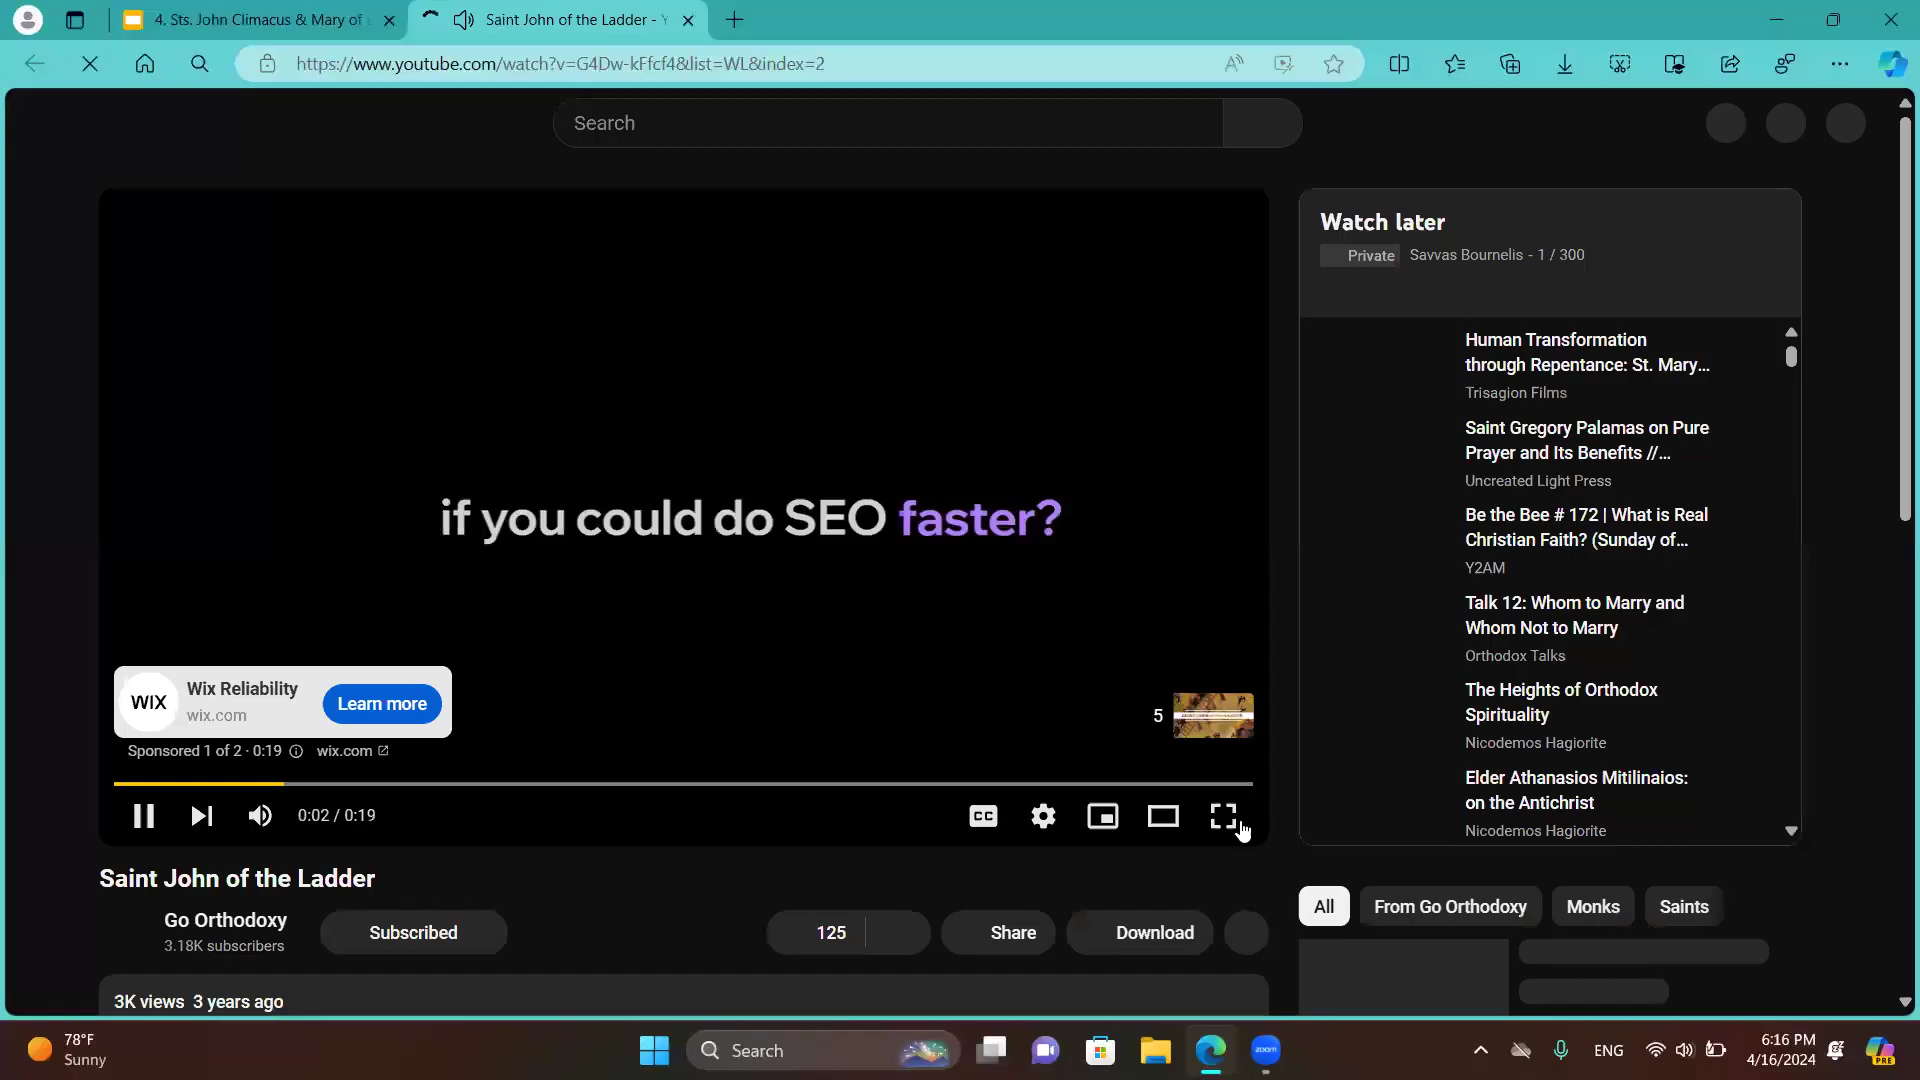 4, Sts. John Climacus & Mary of
Saint John of the Ladder -
https://www.youtube.com/watch?v=G4Dw-kFfcf4&list=WL&index=2
Search
if you could do SEO faster?
WIX
Wix Reliability
wix.com
Learn more
5
Sponsored 1 of 2 · 0:19
wix.com
0:02 / 0:19
CC
Saint John of the Ladder
Go Orthodoxy
3.18K subscribers
Subscribed
125
Share
Download
3K views 3 years ago
Watch later
Private
Savvas Bournelis - 1 / 300
Human Transformation
through Repentance: St. Mary...
Trisagion Films
Saint Gregory Palamas on Pure
Prayer and Its Benefits //...
Uncreated Light Press
Be the Bee # 172 | What is Real
Christian Faith? (Sunday of...
Y2AM
Talk 12: Whom to Marry and
Whom Not to Marry
Orthodox Talks
The Heights of Orthodox
Spirituality
Nicodemos Hagiorite
Elder Athanasios Mitilinaios:
on the Antichrist
Nicodemos Hagiorite
All
From Go Orthodoxy
Monks
Saints
78°F
Sunny
Search
zoom
ENG
6:16 PM
4/16/2024
PRE